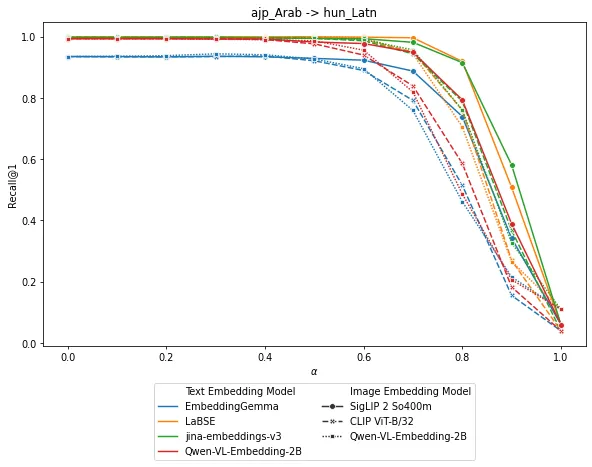 ajp_Arab -> hun_Latn
Recall@1
1.0
0.8
0.6
0.4
0.2
0.0
0.0 0.2 0.4 0.6 0.8 1.0
α
Text Embedding Model
EmbeddingGemma
LaBSE
jina-embeddings-v3
Qwen-VL-Embedding-2B
Image Embedding Model
SigLIP 2 So400m
CLIP ViT-B/32
Qwen-VL-Embedding-2B